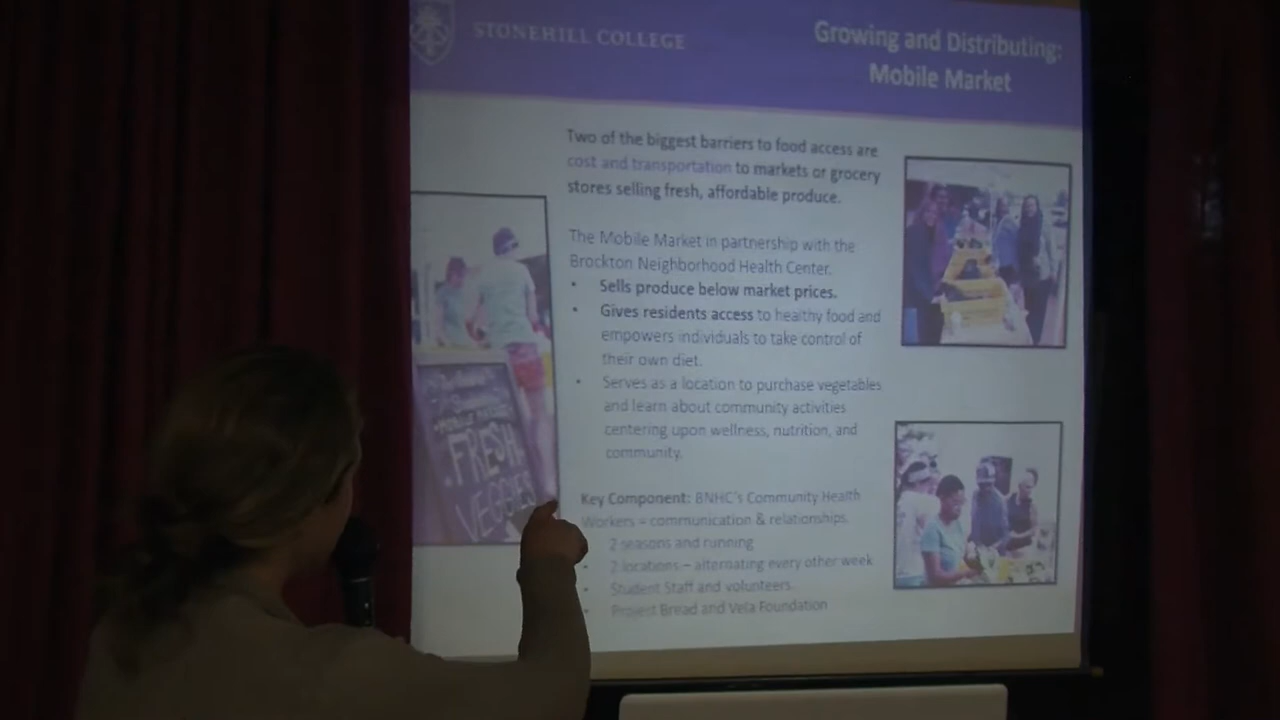 STONEHILL COLLEGE
Growing and Distributing:
Mobile Market
Two of the biggest barriers to food access are
cost and transportation to markets or grocery
stores selling fresh, affordable produce.
The Mobile Market in partnership with the
Brockton Neighborhood Health Center.
• Sells produce below market prices.
• Gives residents access to healthy food and
empowers individuals to take control of
their own diet.
• Serves as a location to purchase vegetables
and learn about community activities
centering upon wellness, nutrition, and
community.
Key Component: BNHC's Community Health
Workers = communication & relationships.
2 seasons and running
• 2 locations – alternating every other week
• Student Staff and volunteers.
• Project Bread and Vela Foundation
FRESH
VEGGIES